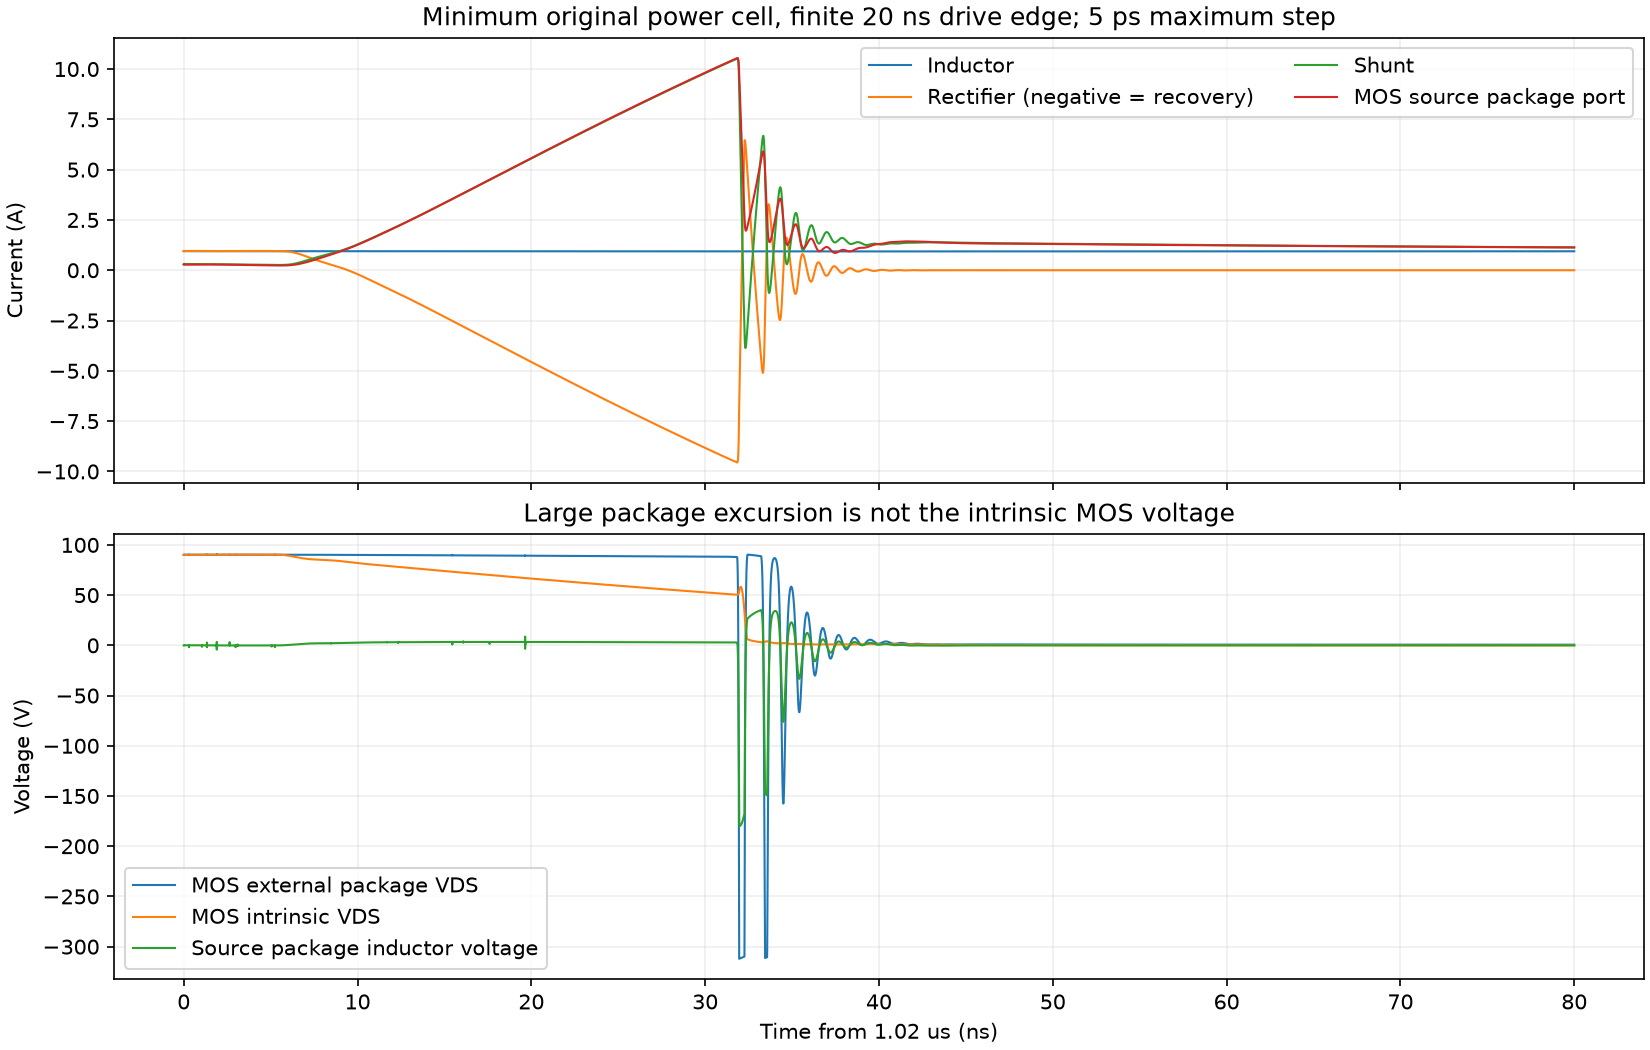 Minimum original power cell, finite 20 ns drive edge; 5 ps maximum step
Inductor
Rectifier (negative = recovery)
Shunt
MOS source package port
Current (A)
10.0
7.5
5.0
2.5
0.0
−2.5
−5.0
−7.5
−10.0
Large package excursion is not the intrinsic MOS voltage
Voltage (V)
100
50
0
−50
−100
−150
−200
−250
−300
MOS external package VDS
MOS intrinsic VDS
Source package inductor voltage
0 10 20 30 40 50 60 70 80
Time from 1.02 us (ns)